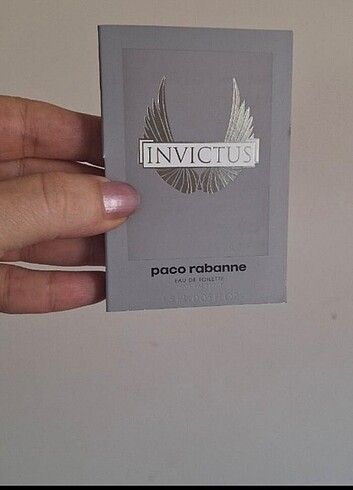 INVICTUS
paco rabanne
EAU DE TOILETTE